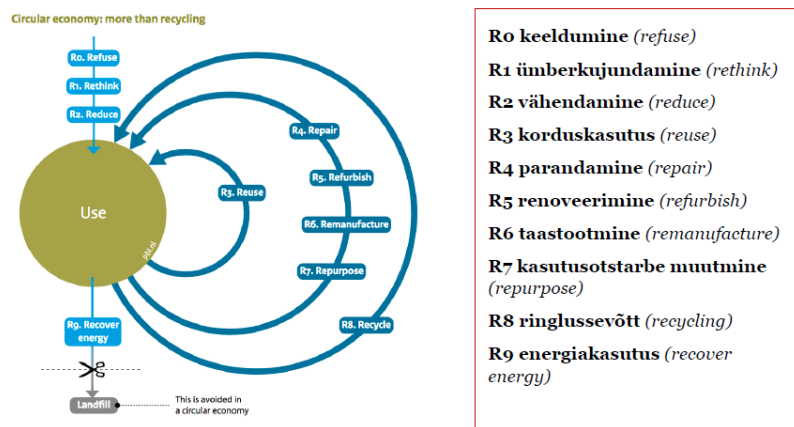 Circular economy: more than recycling
R0. Refuse
R1. Rethink
R2. Reduce
R4. Repair
R5. Refurbish
R3. Reuse
Use
R6. Remanufacture
pbl.nl
R7. Repurpose
R9. Recover
energy
R8. Recycle
Landfill
This is avoided in
a circular economy
R0 keeldumine (refuse)
R1 ümberkujundamine (rethink)
R2 vähendamine (reduce)
R3 korduskasutus (reuse)
R4 parandamine (repair)
R5 renoveerimine (refurbish)
R6 taastootmine (remanufacture)
R7 kasutusotstarbe muutmine
(repurpose)
R8 ringlussevõtt (recycling)
R9 energiakasutus (recover
energy)